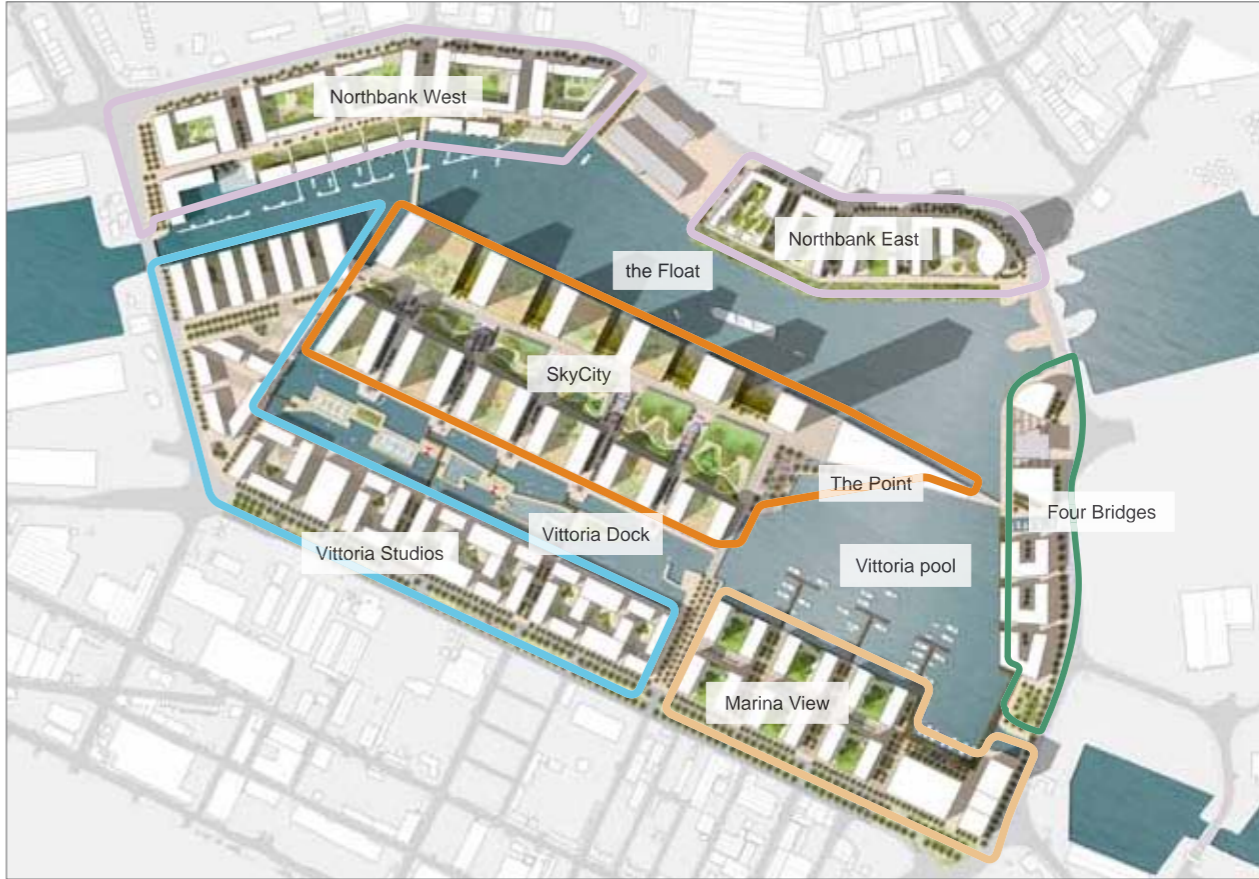 Northbank West
Northbank East
the Float
SkyCity
The Point
Four Bridges
Vittoria Dock
Vittoria Studios
Vittoria pool
Marina View